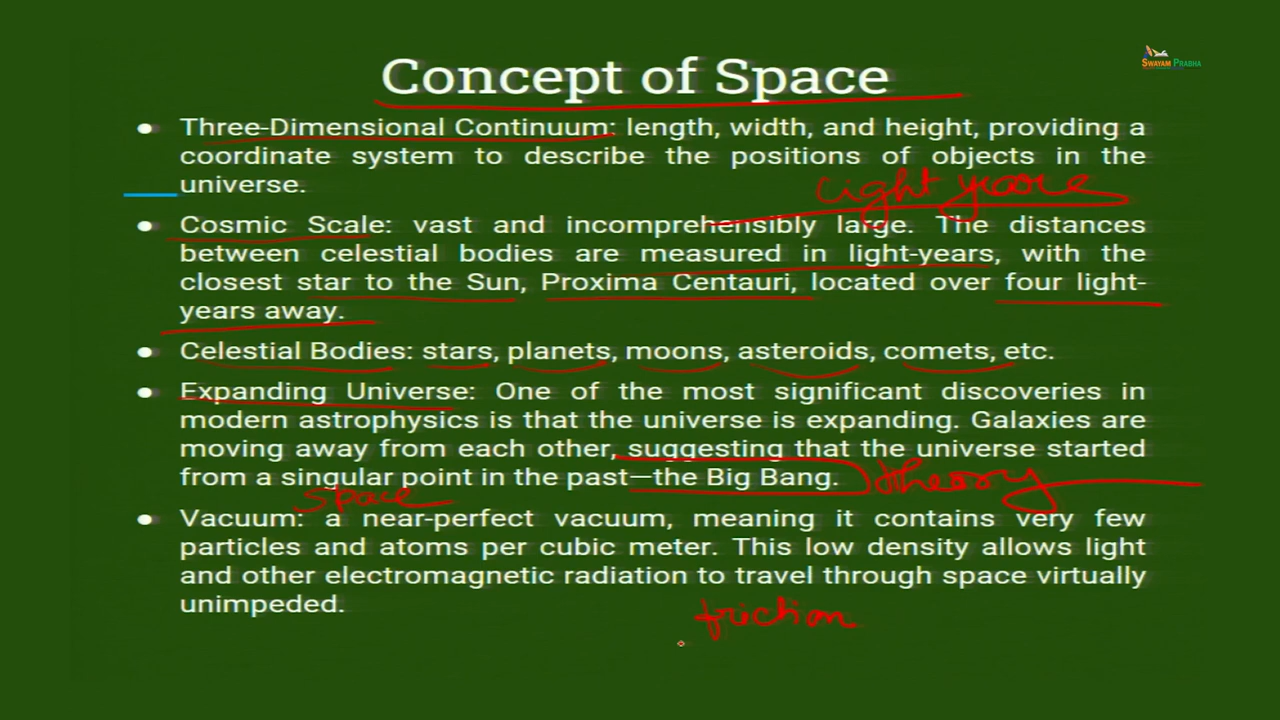 Concept of Space
SWAYAM PRABHA
● Three-Dimensional Continuum: length, width, and height, providing a
coordinate system to describe the positions of objects in the
universe.
Light years
● Cosmic Scale: vast and incomprehensibly large. The distances
between celestial bodies are measured in light-years, with the
closest star to the Sun, Proxima Centauri, located over four light-
years away.
● Celestial Bodies: stars, planets, moons, asteroids, comets, etc.
● Expanding Universe: One of the most significant discoveries in
modern astrophysics is that the universe is expanding. Galaxies are
moving away from each other, suggesting that the universe started
from a singular point in the past—the Big Bang. theory
space
● Vacuum: a near-perfect vacuum, meaning it contains very few
particles and atoms per cubic meter. This low density allows light
and other electromagnetic radiation to travel through space virtually
unimpeded.
friction